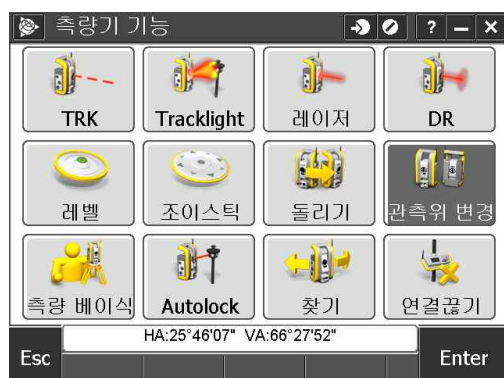 측량기 기능
TRK
Tracklight
레이저
DR
레벨
조이스틱
돌리기
관측위 변경
측량 베이식
Autolock
찾기
연결끊기
HA:25°46'07" VA:66°27'52"
Esc
Enter